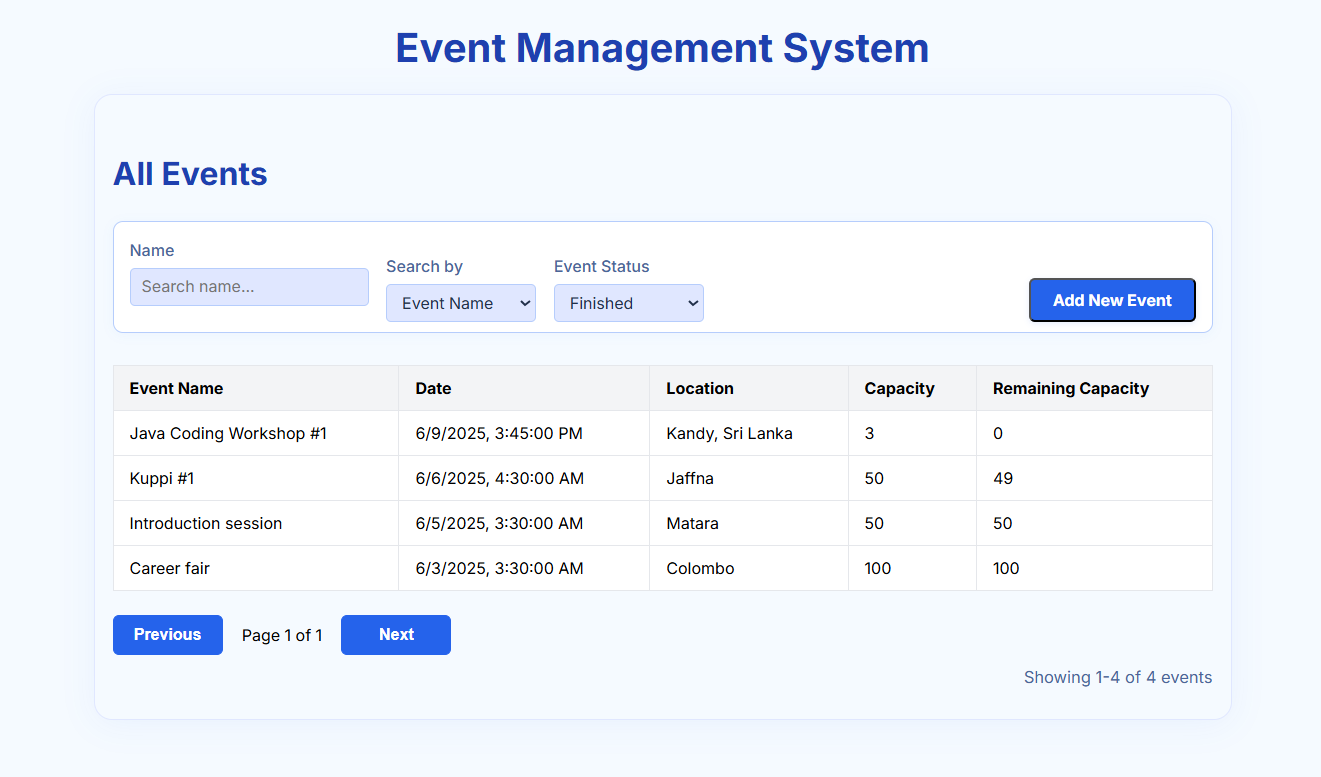 Event Management System
All Events
Name
Search name...
Search by
Event Name
Event Status
Finished
Add New Event
Event Name Date Location Capacity Remaining Capacity
Java Coding Workshop #1 6/9/2025, 3:45:00 PM Kandy, Sri Lanka 3 0
Kuppi #1 6/6/2025, 4:30:00 AM Jaffna 50 49
Introduction session 6/5/2025, 3:30:00 AM Matara 50 50
Career fair 6/3/2025, 3:30:00 AM Colombo 100 100
Previous Page 1 of 1 Next
Showing 1-4 of 4 events